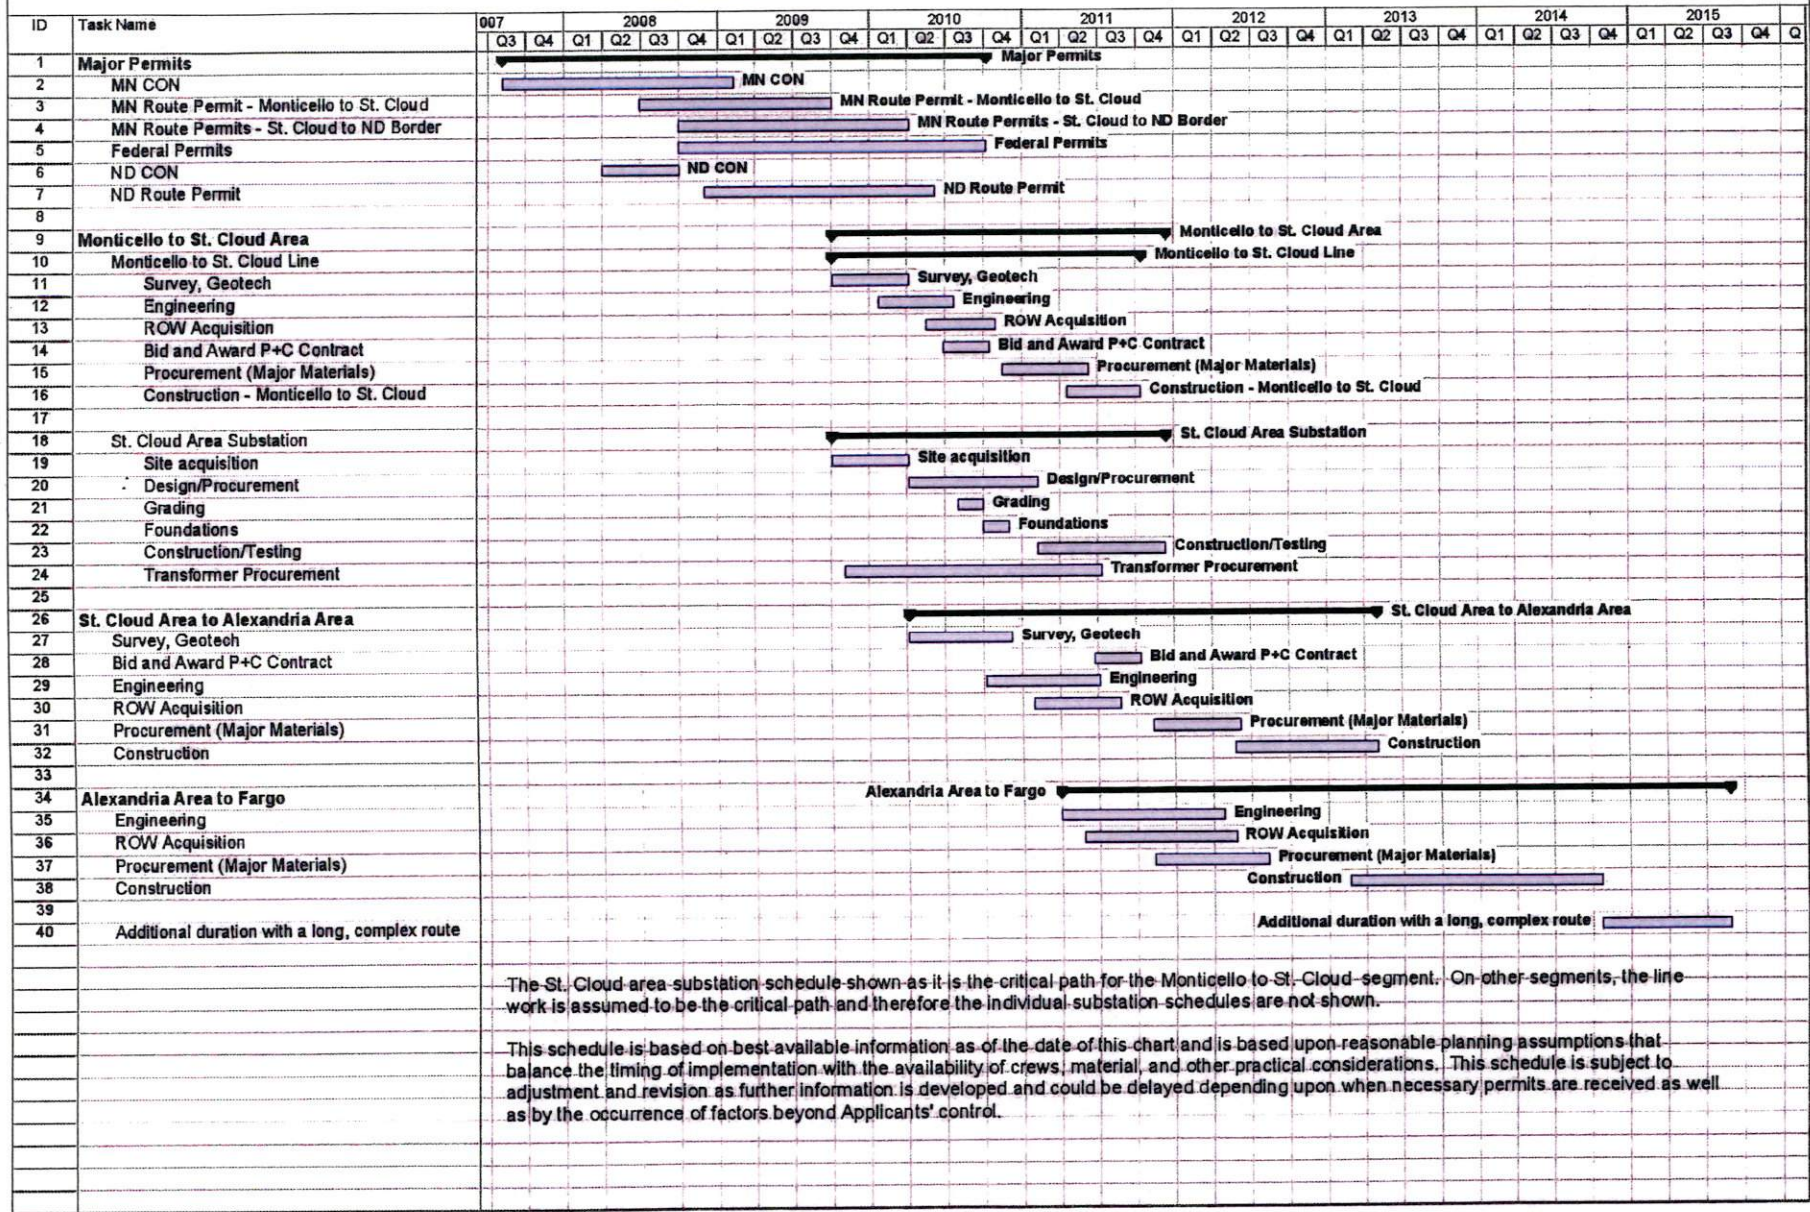 ID Task Name 007 2008 2009 2010 2011 2012 2013 2014 2015
Q3 Q4 Q1 Q2 Q3 Q4 Q1 Q2 Q3 Q4 Q1 Q2 Q3 Q4 Q1 Q2 Q3 Q4 Q1 Q2 Q3 Q4 Q1 Q2 Q3 Q4 Q1 Q2 Q3 Q4 Q1 Q2 Q3 Q4 Q
1 Major Permits Major Permits
2 MN CON MN CON
3 MN Route Permit - Monticello to St. Cloud MN Route Permit - Monticello to St. Cloud
4 MN Route Permits - St. Cloud to ND Border MN Route Permits - St. Cloud to ND Border
5 Federal Permits Federal Permits
6 ND CON ND CON
7 ND Route Permit ND Route Permit
8
9 Monticello to St. Cloud Area Monticello to St. Cloud Area
10 Monticello to St. Cloud Line Monticello to St. Cloud Line
11 Survey, Geotech Survey, Geotech
12 Engineering Engineering
13 ROW Acquisition ROW Acquisition
14 Bid and Award P+C Contract Bid and Award P+C Contract
15 Procurement (Major Materials) Procurement (Major Materials)
16 Construction - Monticello to St. Cloud Construction - Monticello to St. Cloud
17
18 St. Cloud Area Substation St. Cloud Area Substation
19 Site acquisition Site acquisition
20 Design/Procurement Design/Procurement
21 Grading Grading
22 Foundations Foundations
23 Construction/Testing Construction/Testing
24 Transformer Procurement Transformer Procurement
25
26 St. Cloud Area to Alexandria Area St. Cloud Area to Alexandria Area
27 Survey, Geotech Survey, Geotech
28 Bid and Award P+C Contract Bid and Award P+C Contract
29 Engineering Engineering
30 ROW Acquisition ROW Acquisition
31 Procurement (Major Materials) Procurement (Major Materials)
32 Construction Construction
33
34 Alexandria Area to Fargo Alexandria Area to Fargo
35 Engineering Engineering
36 ROW Acquisition ROW Acquisition
37 Procurement (Major Materials) Procurement (Major Materials)
38 Construction Construction
39
40 Additional duration with a long, complex route Additional duration with a long, complex route
The St. Cloud area substation schedule shown as it is the critical path for the Monticello to St. Cloud segment. On other segments, the line
work is assumed to be the critical path and therefore the individual substation schedules are not shown.
This schedule is based on best available information as of the date of this chart and is based upon reasonable planning assumptions that
balance the timing of implementation with the availability of crews, material, and other practical considerations. This schedule is subject to
adjustment and revision as further information is developed and could be delayed depending upon when necessary permits are received as well
as by the occurrence of factors beyond Applicants' control.